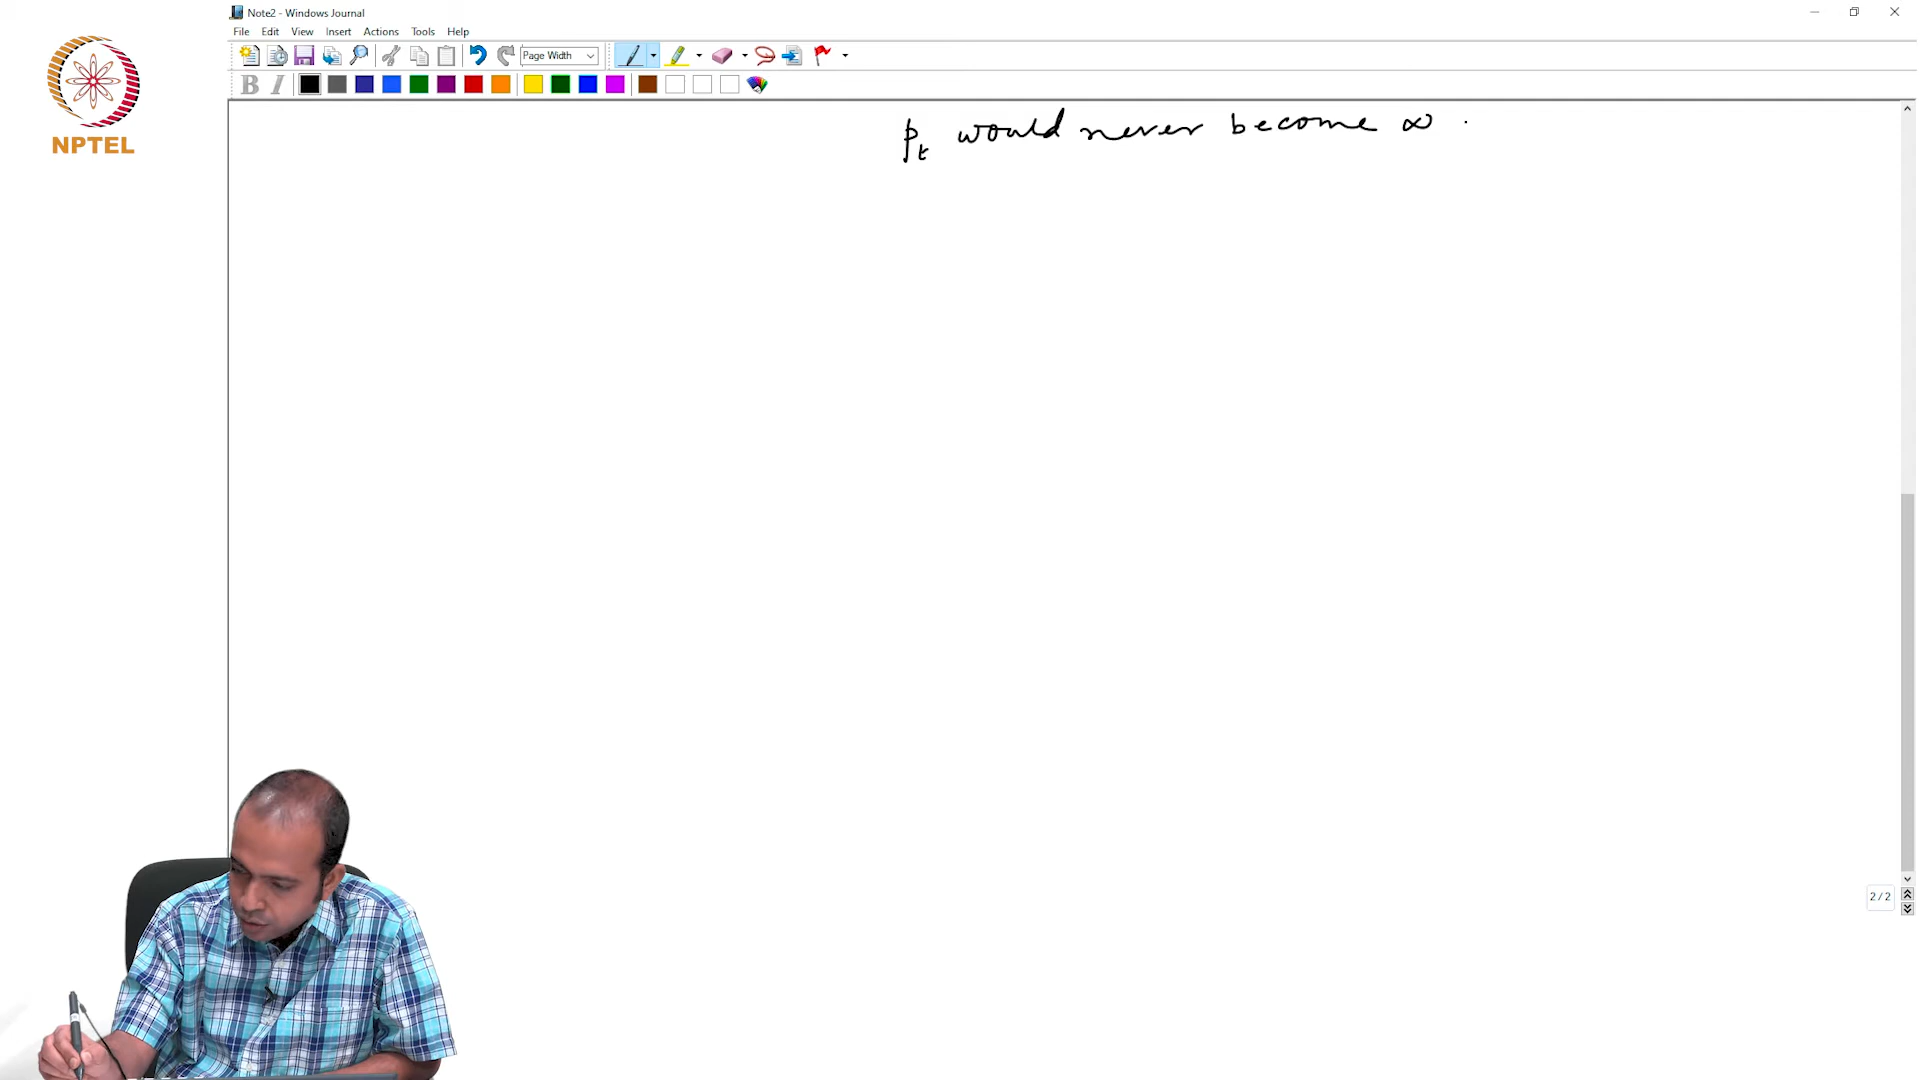 Note2 - Windows Journal
File Edit View Insert Actions Tools Help
Page Width
B I
NPTEL
pt would never become ∞ .
2 / 2